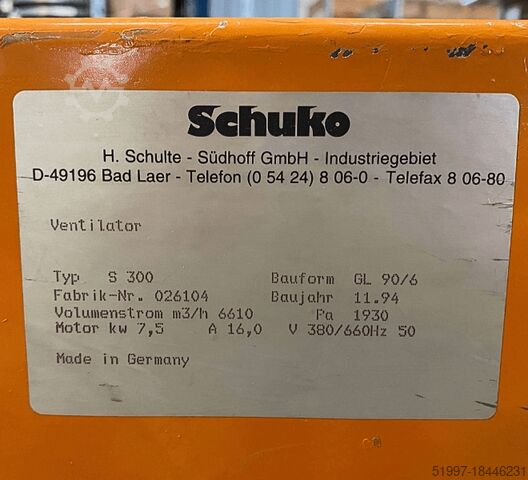 Schuko
H. Schulte - Südhoff GmbH - Industriegebiet
D-49196 Bad Laer - Telefon (0 54 24) 8 06-0 - Telefax 8 06-80
Ventilator
Typ S 300 Bauform GL 90/6
Fabrik-Nr. 026104 Baujahr 11.94
Volumenstrom m3/h 6610 Pa 1930
Motor kw 7,5 A 16,0 V 380/660Hz 50
Made in Germany
51997-18446231